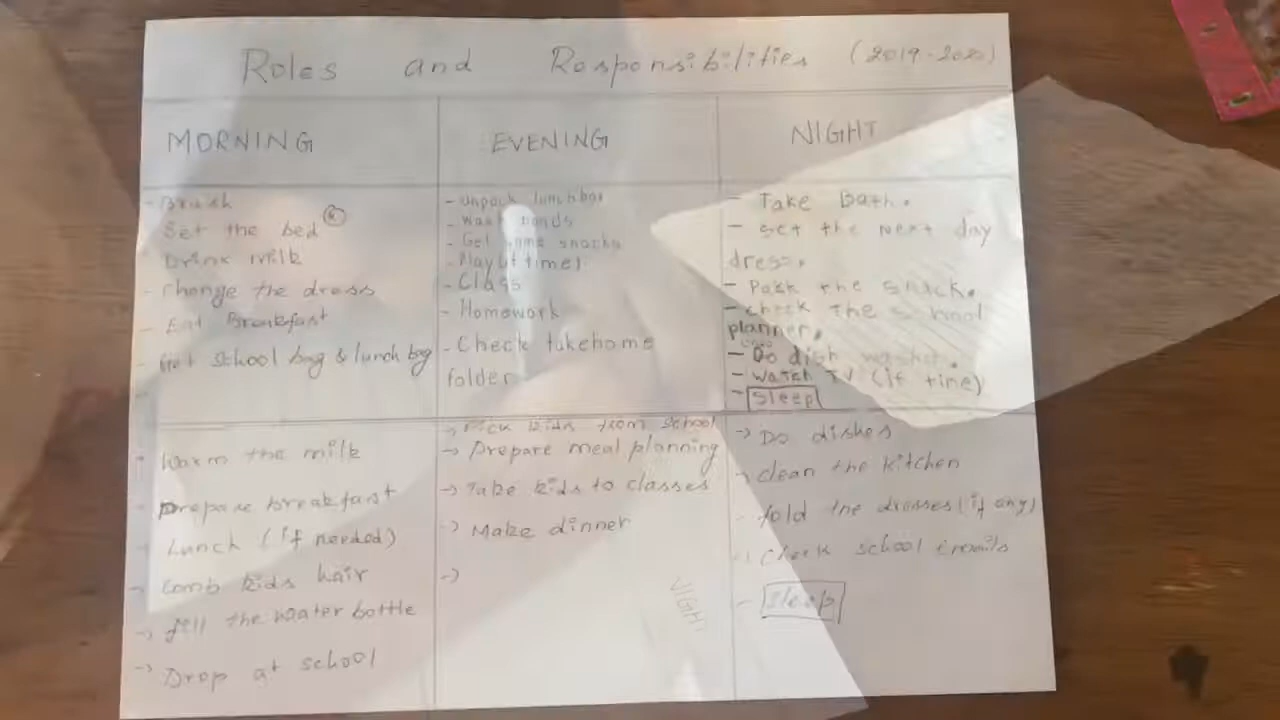 Roles and Responsibilities (2019-2020)
MORNING
- Brush
Set the bed
Drink Milk
- Change the dress
- Eat Breakfast
- Get school bag & lunch bag
EVENING
- Unpack lunchbag
- Wash hands
- Get some snacks
- Play (if time)
- Class
- Homework
- Check takehome
folder
NIGHT
- Take Bath.
- Set the Next day
dress.
- Pack the snack.
- check the school
planner.
- Do dish washer.
- Watch TV (if time)
- Sleep
- Warm the milk
- Prepare breakfast
- Lunch (if needed)
- Comb kids hair
-> fill the water bottle
-> Drop at school
-> Pick kids from school
-> Prepare meal planning
-> Take kids to classes
-> Make dinner
->
-> Do dishes
-> Clean the kitchen
- fold the dresses (if any)
- Check school emails
- Sleep
NIGHT